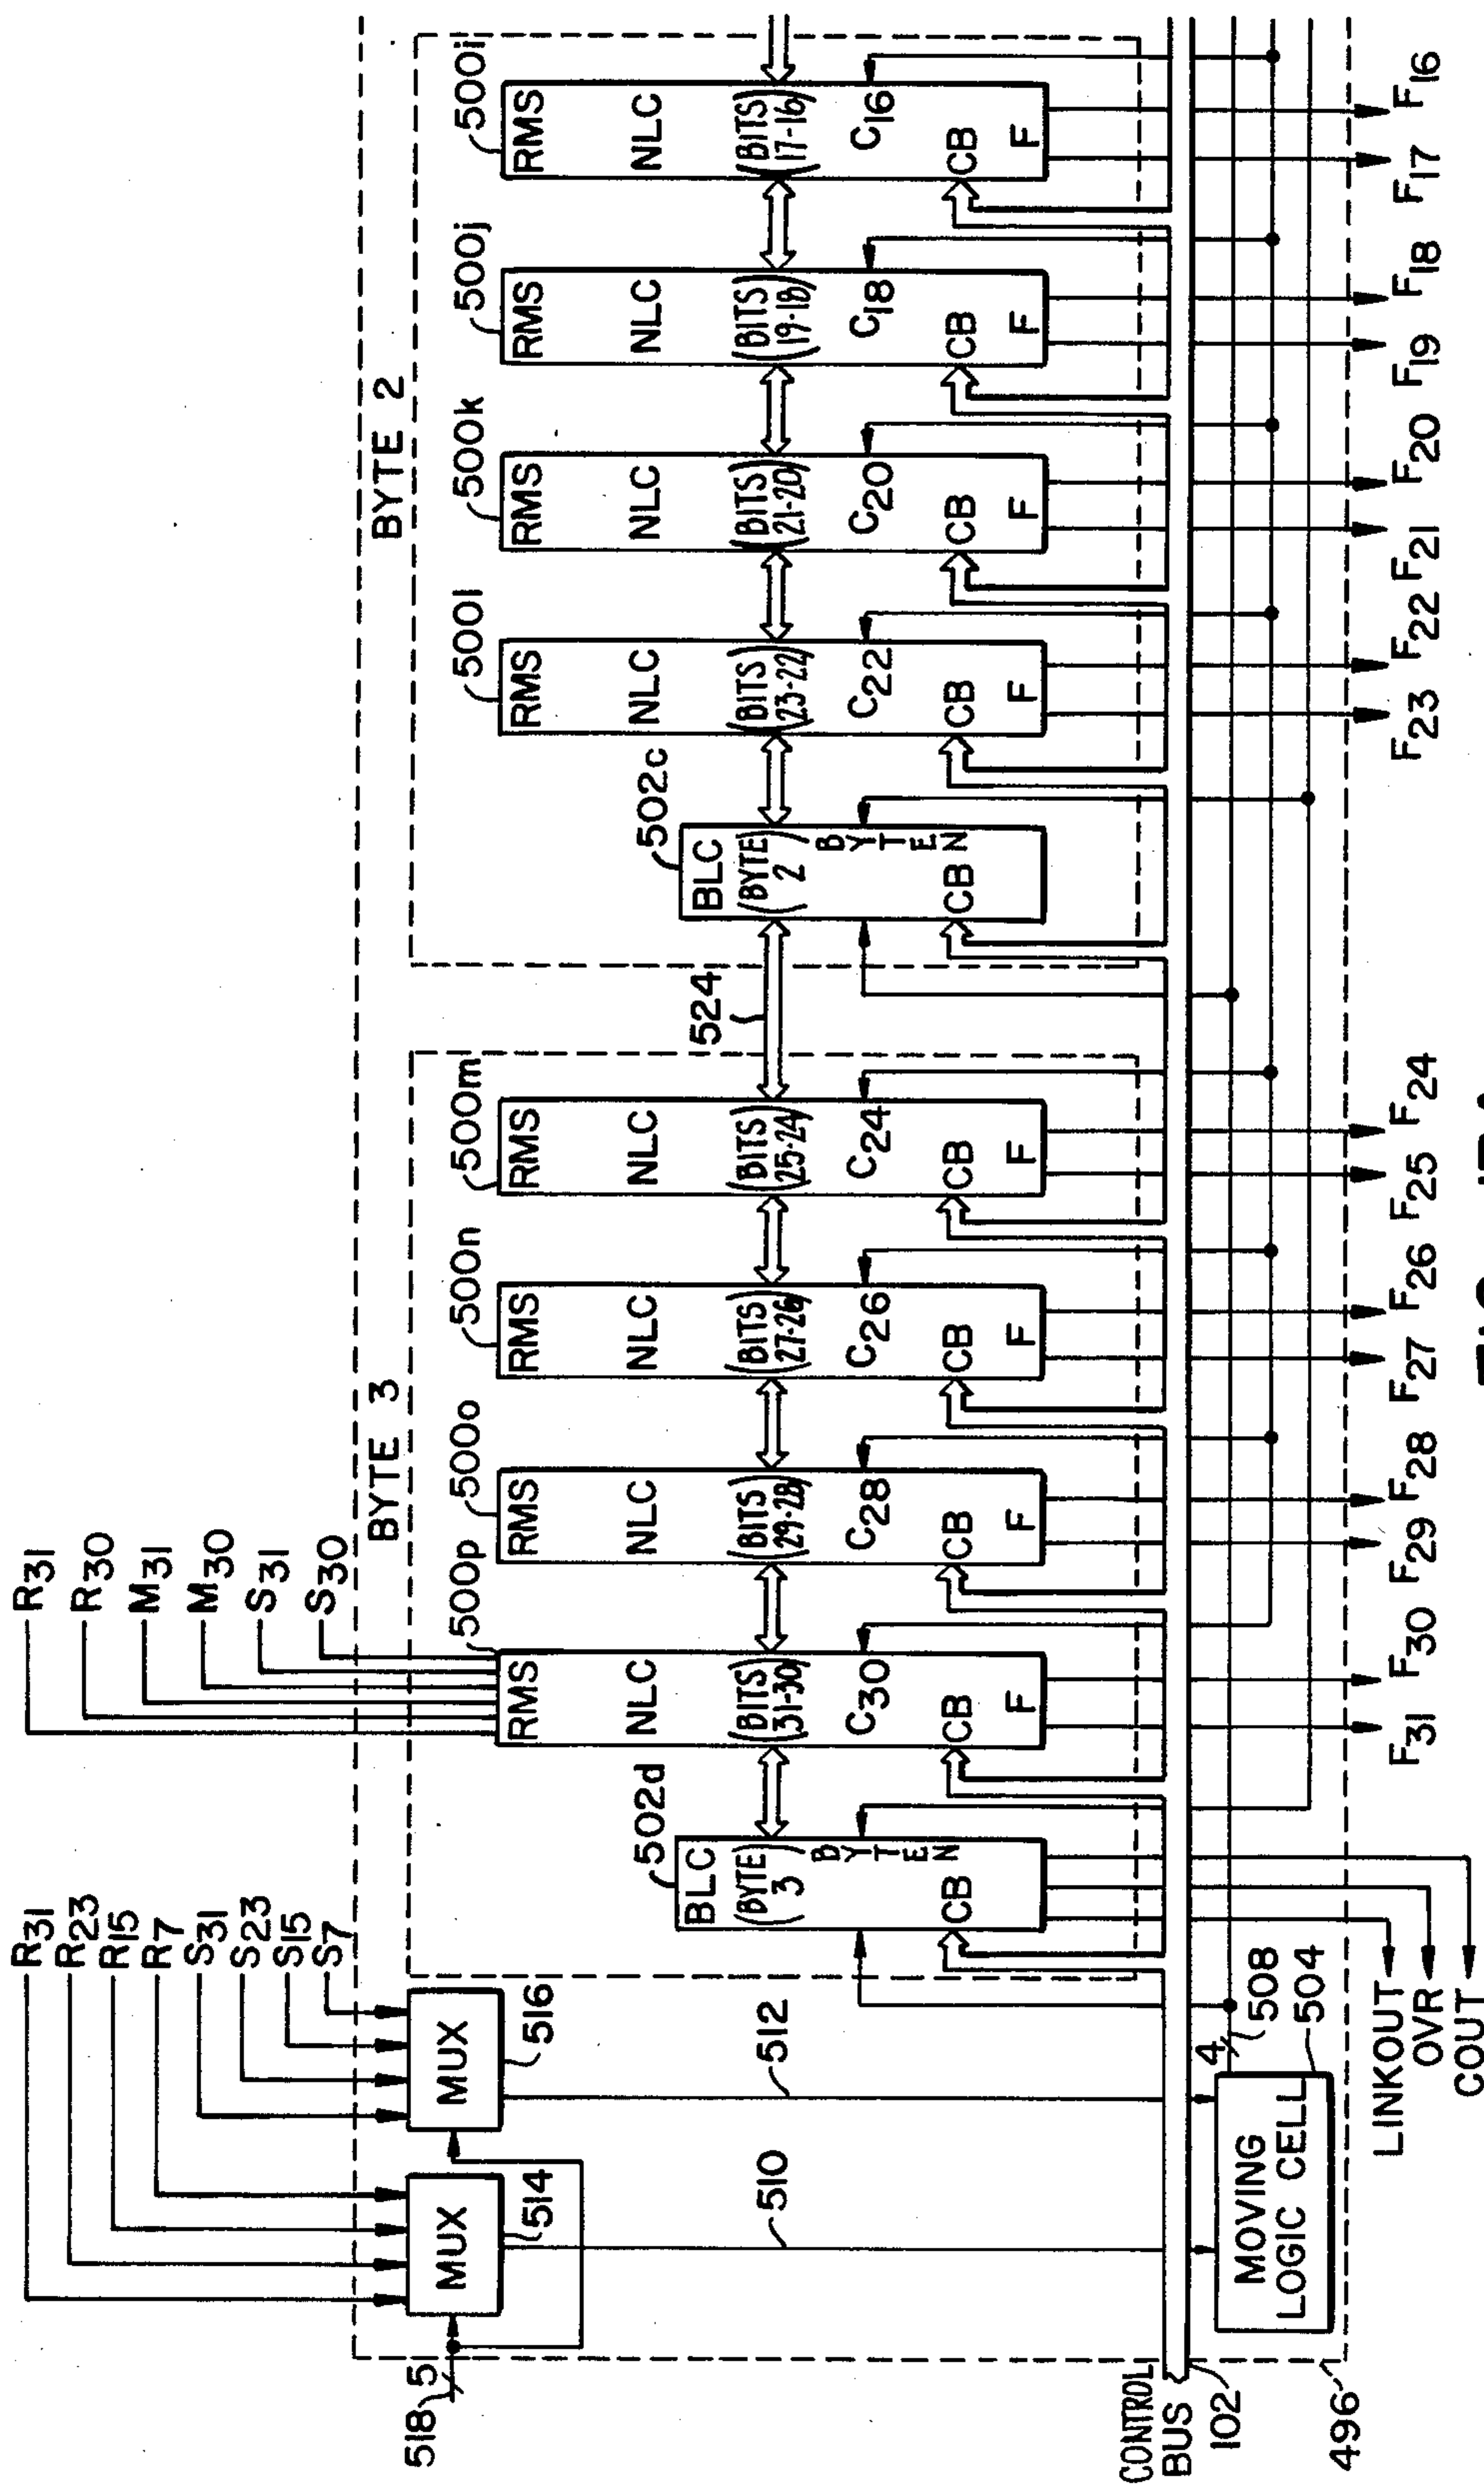 R31
R23
R15
R7
S31
S23
S15
S7
R31
R30
M31
M30
S31
S30
518
5
MUX
514
MUX
516
510
512
BYTE 3
BYTE 2
502d
BLC
(BYTE 3)
BYTEN
CB
500p
RMS
NLC
(BITS 31-30)
C30
CB
F
500o
RMS
NLC
(BITS 29-28)
C28
CB
F
500n
RMS
NLC
(BITS 27-26)
C26
CB
F
500m
RMS
NLC
(BITS 25-24)
C24
CB
F
524
502c
BLC
(BYTE 2)
BYTEN
CB
500l
RMS
NLC
(BITS 23-22)
C22
CB
F
500k
RMS
NLC
(BITS 21-20)
C20
CB
F
500j
RMS
NLC
(BITS 19-18)
C18
CB
F
500i
RMS
NLC
(BITS 17-16)
C16
CB
F
CONTROL
BUS
102
496
MOVING
LOGIC CELL
504
4
508
LINKOUT
OVR
COUT
F31
F30
F29
F28
F27
F26
F25
F24
F23
F22
F21
F20
F19
F18
F17
F16